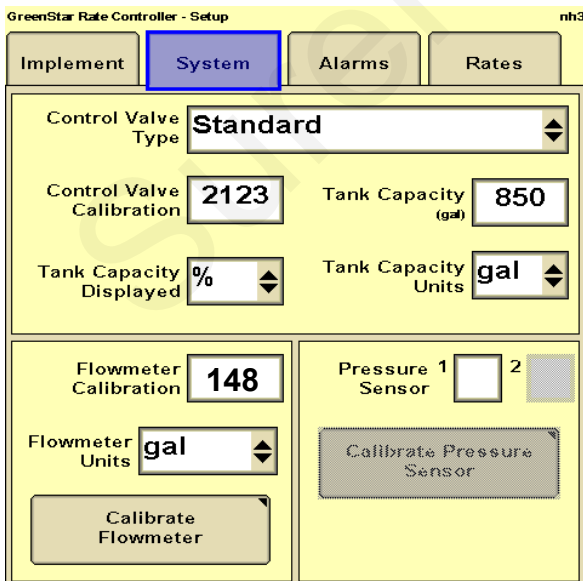 GreenStar Rate Controller - Setup nh3
Implement System Alarms Rates
Control Valve Type Standard
Control Valve Calibration 2123 Tank Capacity (gal) 850
Tank Capacity Displayed % Tank Capacity Units gal
Flowmeter Calibration 148 Pressure Sensor 1 2
Flowmeter Units gal Calibrate Pressure Sensor
Calibrate Flowmeter